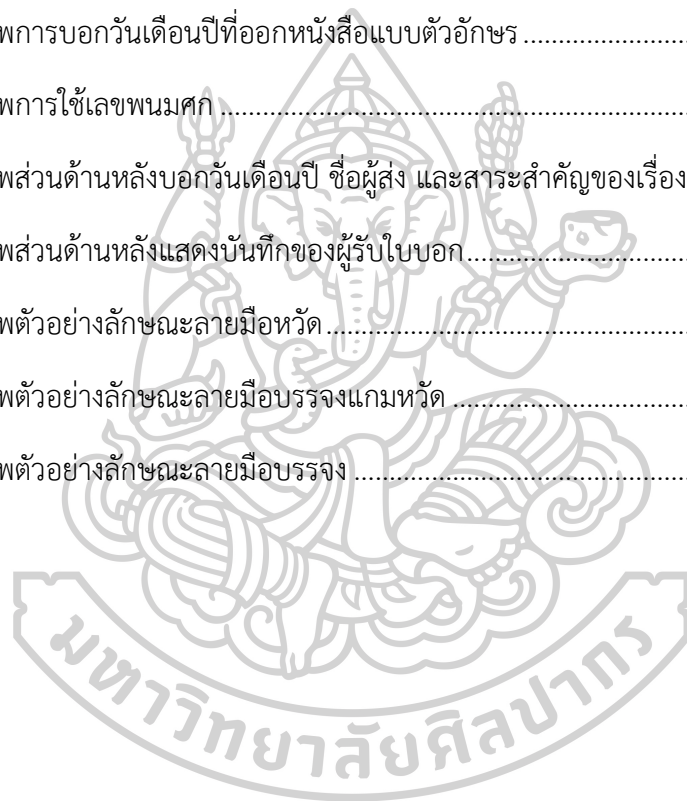 พการบอกวันเดือนปีที่ออกหนังสือแบบตัวอักษร ........................
พการใช้เลขพนมศก ....................................................................
พส่วนด้านหลังบอกวันเดือนปี ชื่อผู้ส่ง และสาระสำคัญของเรื่อง
พส่วนด้านหลังแสดงบันทึกของผู้รับใบบอก ................................
พตัวอย่างลักษณะลายมือหวัด .....................................................
พตัวอย่างลักษณะลายมือบรรจงแกมหวัด ...................................
พตัวอย่างลักษณะลายมือบรรจง .................................................
มหาวิทยาลัยศิลปากร